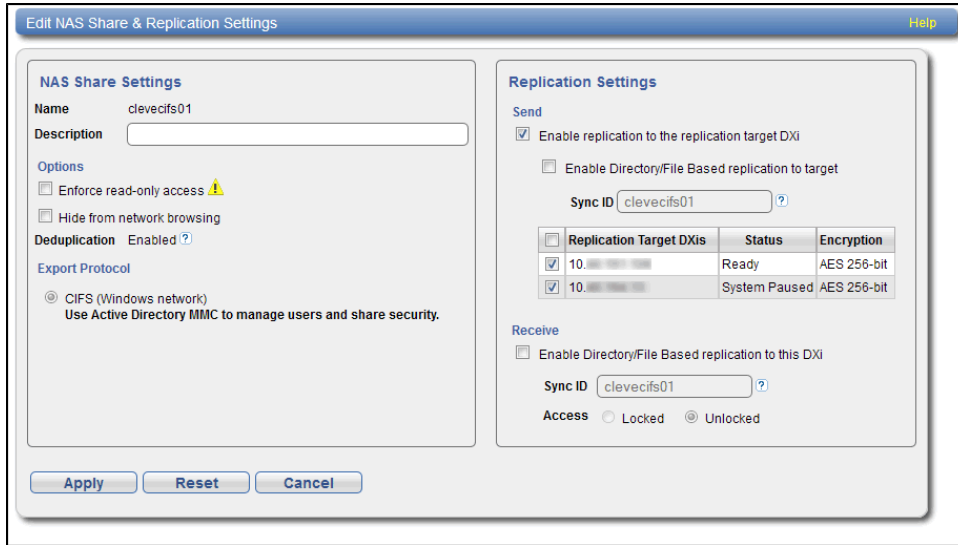 Edit NAS Share & Replication Settings
Help
NAS Share Settings
Name clevecifs01
Description
Options
Enforce read-only access
Hide from network browsing
Deduplication Enabled ?
Export Protocol
CIFS (Windows network)
Use Active Directory MMC to manage users and share security.
Replication Settings
Send
Enable replication to the replication target DXi
Enable Directory/File Based replication to target
Sync ID clevecifs01 ?
Replication Target DXis Status Encryption
10. Ready AES 256-bit
10. System Paused AES 256-bit
Receive
Enable Directory/File Based replication to this DXi
Sync ID clevecifs01 ?
Access Locked Unlocked
Apply Reset Cancel